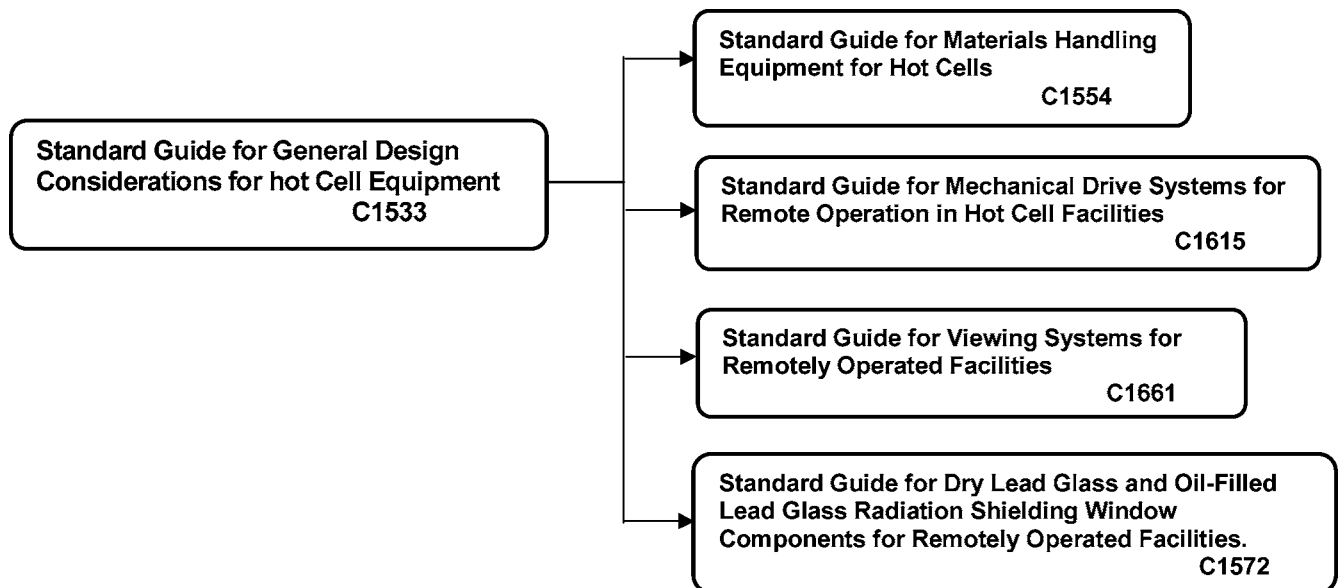 Standard Guide for Materials Handling
Equipment for Hot Cells
C1554
Standard Guide for General Design
Considerations for hot Cell Equipment
C1533
Standard Guide for Mechanical Drive Systems for
Remote Operation in Hot Cell Facilities
C1615
Standard Guide for Viewing Systems for
Remotely Operated Facilities
C1661
Standard Guide for Dry Lead Glass and Oil-Filled
Lead Glass Radiation Shielding Window
Components for Remotely Operated Facilities.
C1572